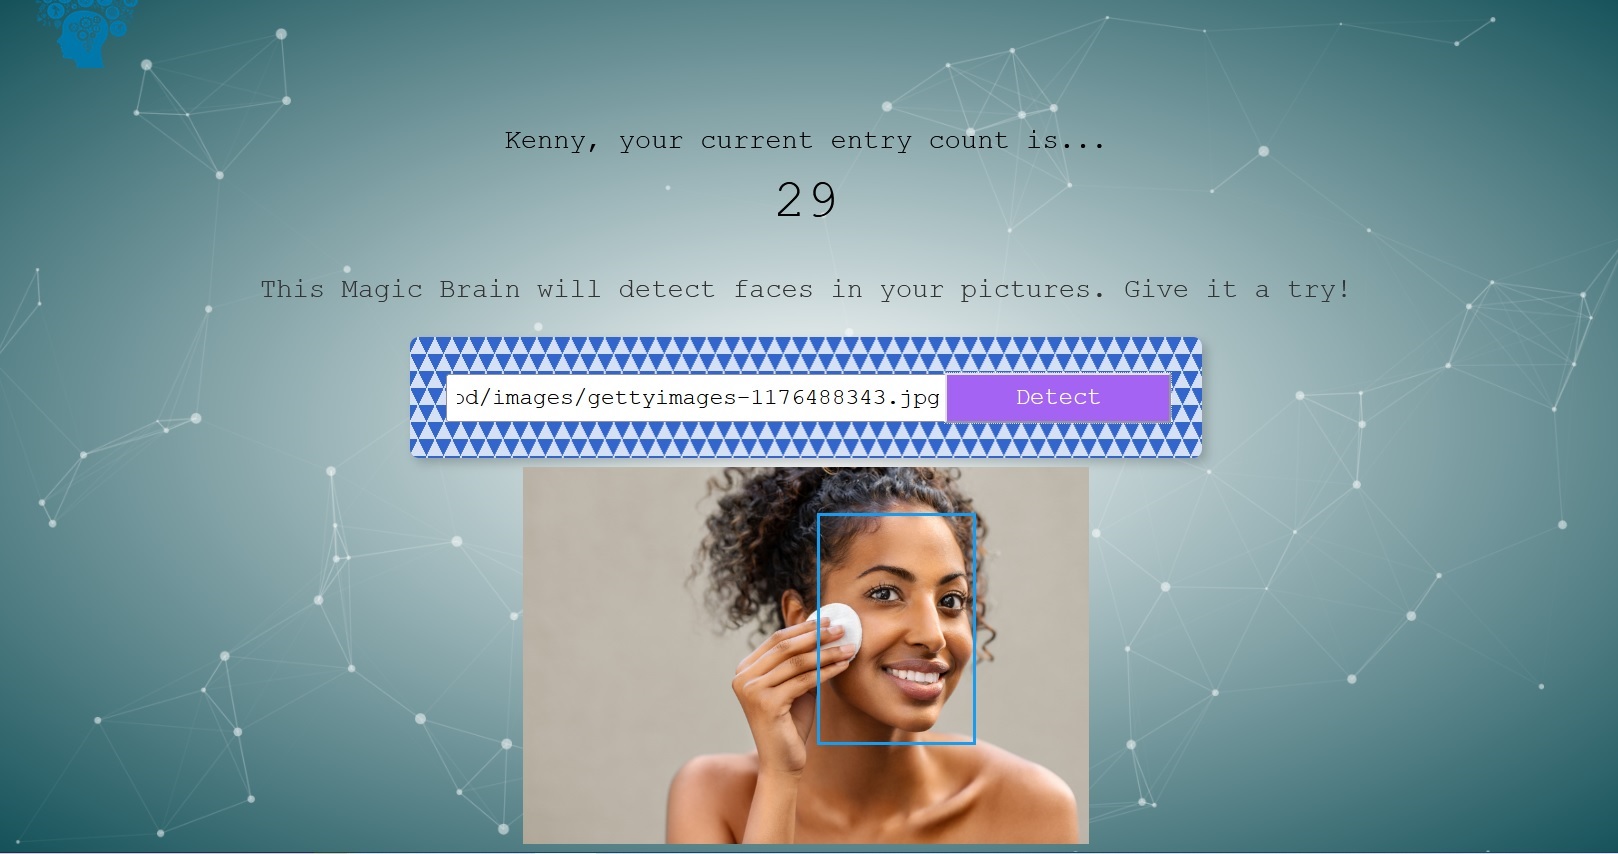 Kenny, your current entry count is...
29
This Magic Brain will detect faces in your pictures. Give it a try!
od/images/gettyimages-1176488343.jpg
Detect